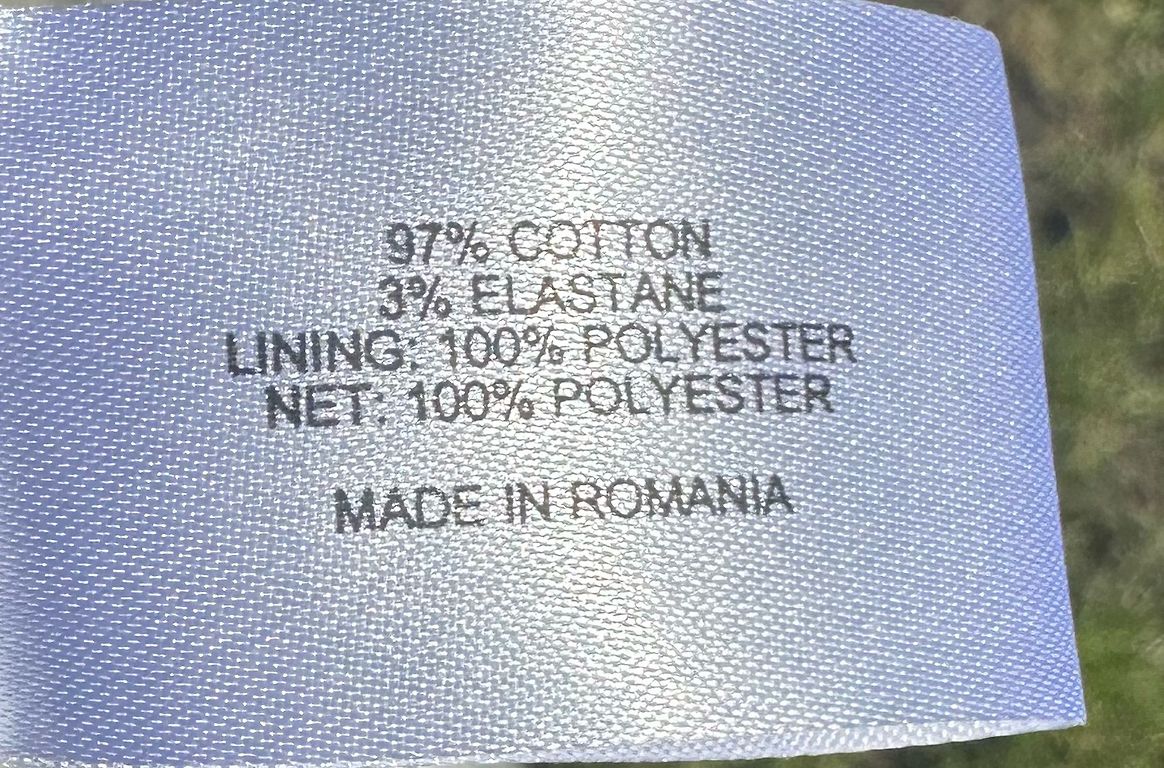 97% COTTON
3% ELASTANE
LINING: 100% POLYESTER
NET: 100% POLYESTER
MADE IN ROMANIA